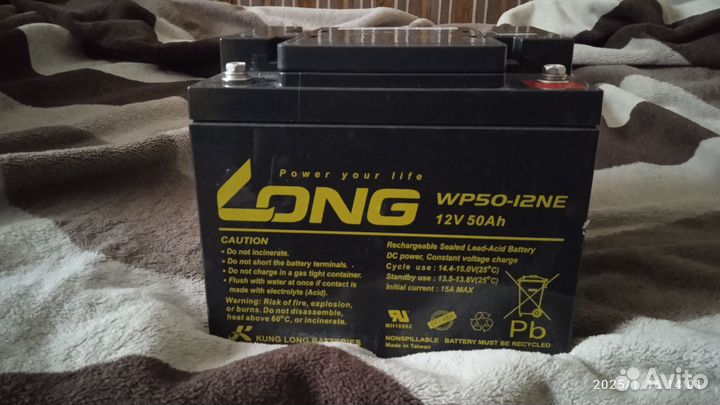 Power your life
LONG
WP50-12NE
12V 50Ah
CAUTION
• Do not incinerate.
• Do not short the battery terminals.
• Do not charge in a gas tight container.
• Flush with water at once if contact is
made with electrolyte (Acid).
Warning: Risk of fire, explosion,
or burns. Do not disassemble,
heat above 60°C, or incinerate.
KUNG LONG BATTERIES
Rechargeable Sealed Lead-Acid Battery
DC power, Constant voltage charge
Cycle use : 14.4-15.0V(25°C)
Standby use : 13.5-13.8V(25°C)
Initial current : 15A MAX
Pb
NONSPILLABLE BATTERY MUST BE RECYCLED
Made in Taiwan
Avito